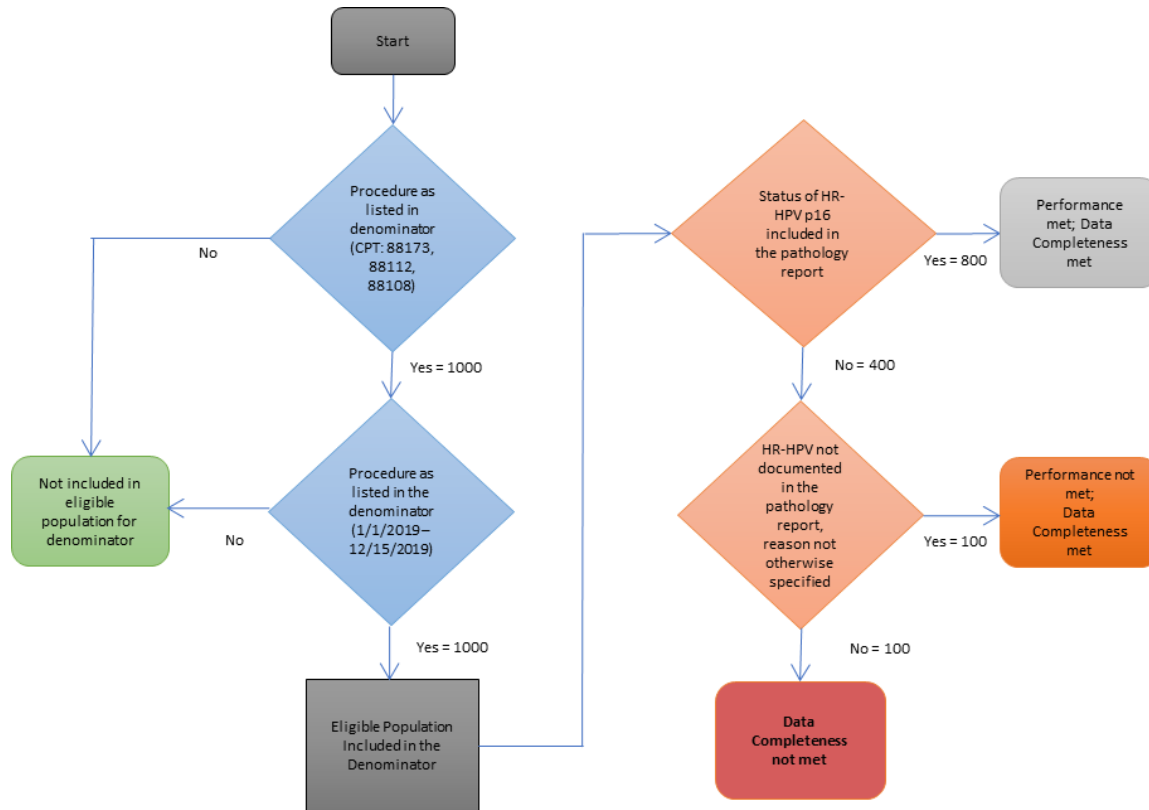 Start
Procedure as
listed in
denominator
(CPT: 88173,
88112,
88108)
No
Yes = 1000
Procedure as
listed in the
denominator
(1/1/2019–
12/15/2019)
No
Not included in
eligible
population for
denominator
Yes = 1000
Eligible Population
Included in the
Denominator
Status of HR-
HPV p16
included in
the pathology
report
Yes = 800
Performance
met; Data
Completeness
met
No = 400
HR-HPV not
documented
in the
pathology
report,
reason not
otherwise
specified
Yes = 100
Performance not
met;
Data
Completeness
met
No = 100
Data
Completeness
not met